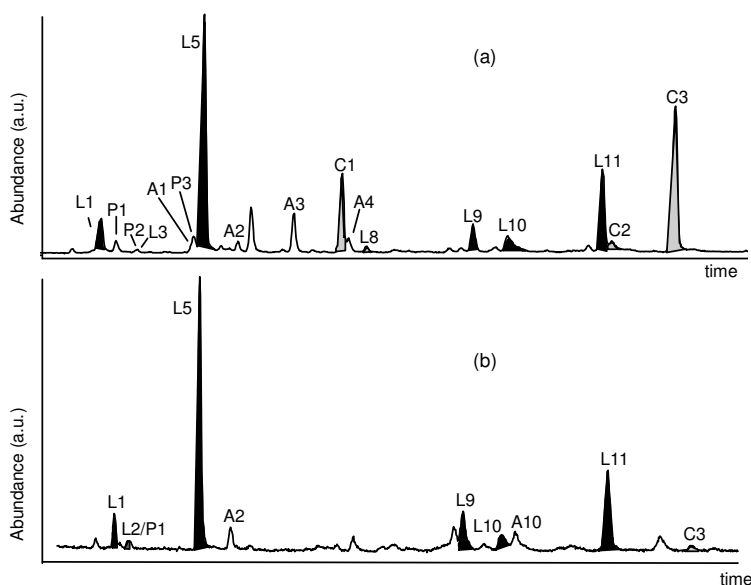 Abundance (a.u.)
(a)
L1
P1
P2
L3
A1
P3
L5
A2
A3
C1
A4
L8
L9
L10
L11
C2
C3
time
Abundance (a.u.)
(b)
L1
L2/P1
L5
A2
L9
L10
A10
L11
C3
time